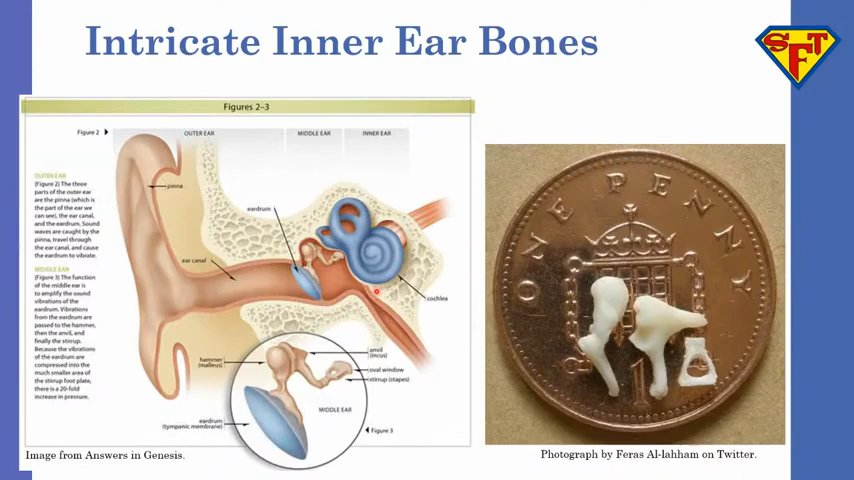 Intricate Inner Ear Bones
SFT
Figures 2–3
Figure 2
OUTER EAR
MIDDLE EAR
INNER EAR
OUTER EAR
(Figure 2) The three
parts of the outer ear
are the pinna (which is
the part of the ear we
can see), the ear canal,
and the eardrum. Sound
waves are caught by the
pinna, travel through
the ear canal, and cause
the eardrum to vibrate.
MIDDLE EAR
(Figure 3) The function
of the middle ear is
to amplify the sound
vibrations of the
eardrum. Vibrations
from the eardrum are
passed to the hammer,
then the anvil, and
finally the stirrup.
Because the vibrations
of the eardrum are
compressed into the
much smaller area of
the stirrup foot plate,
there is a 20-fold
increase in pressure.
pinna
eardrum
ear canal
cochlea
hammer
(malleus)
anvil
(incus)
oval window
stirrup (stapes)
MIDDLE EAR
eardrum
(tympanic membrane)
Figure 3
ONE PENNY
1
Image from Answers in Genesis.
Photograph by Feras Al-lahham on Twitter.